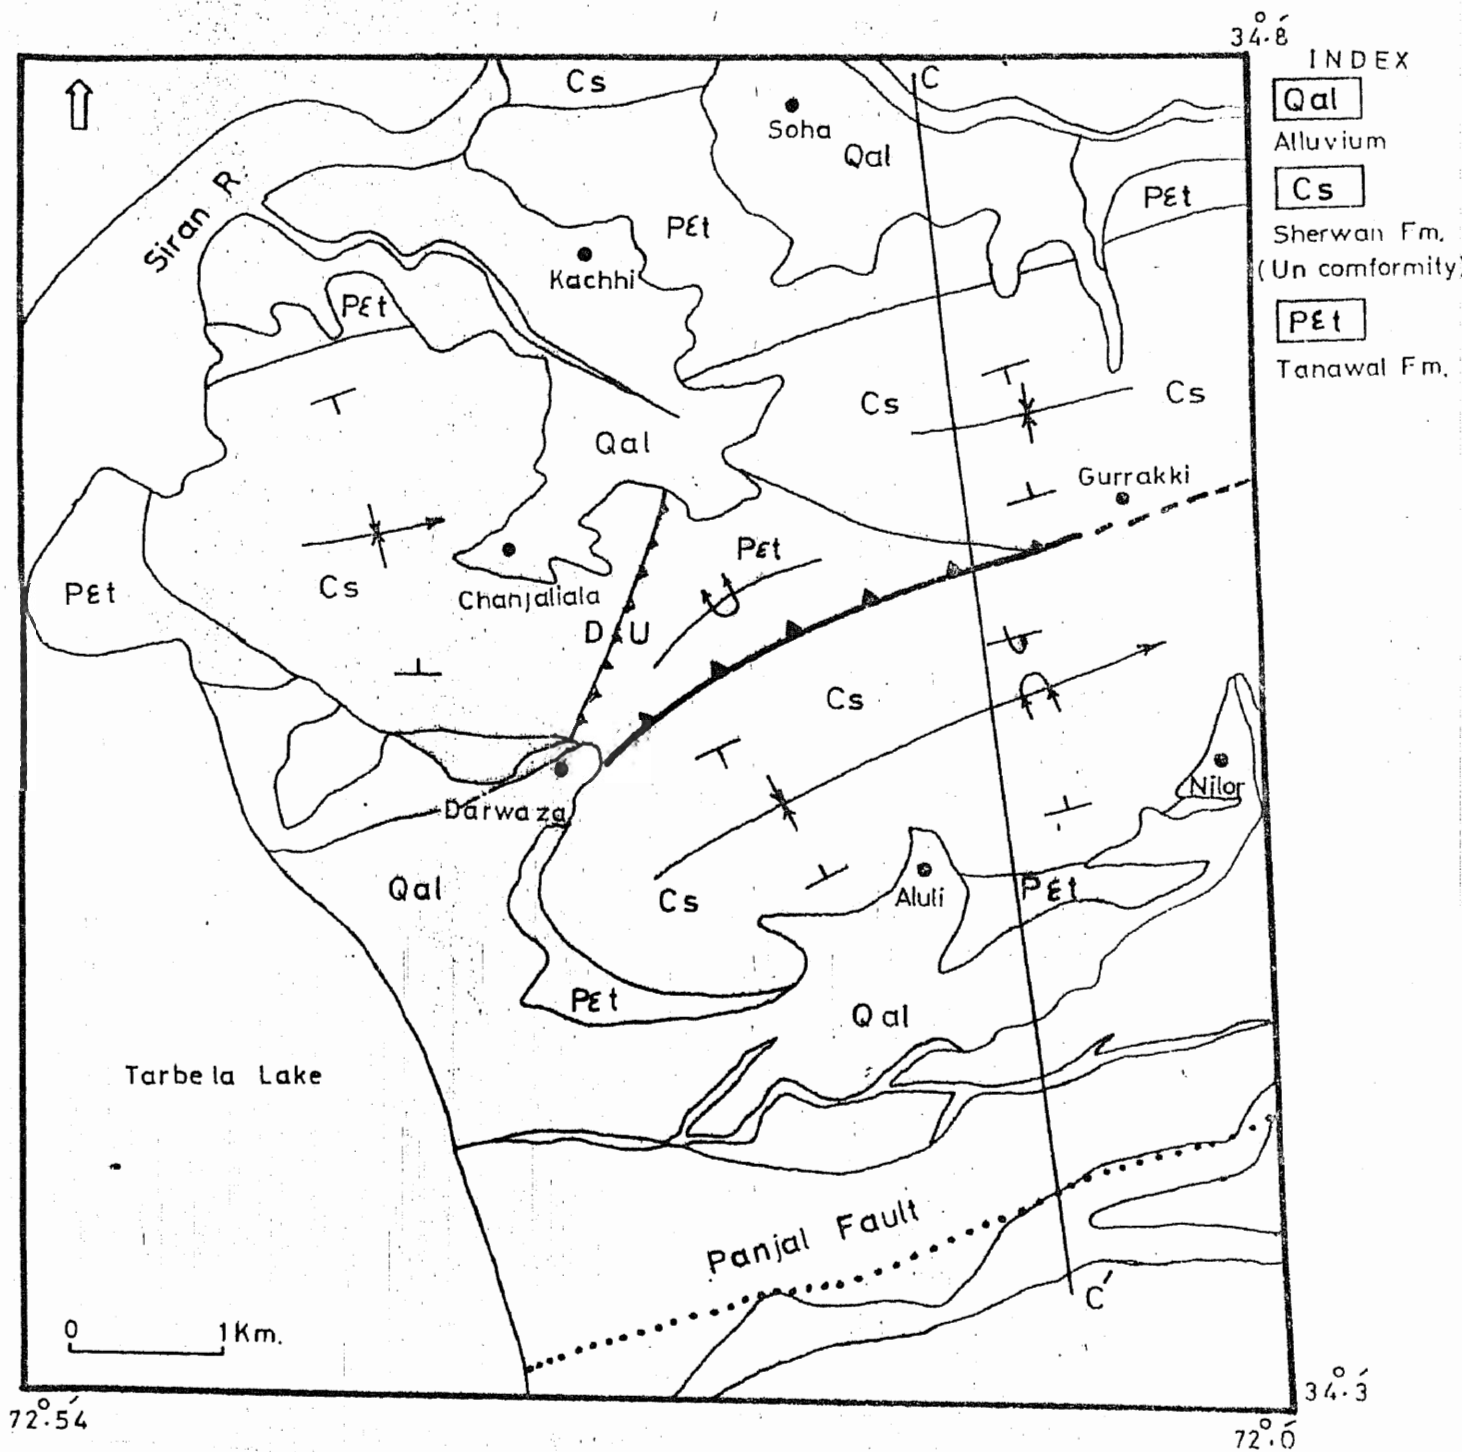 34°.8'
INDEX
Qal
Alluvium
Cs
Sherwan Fm.
(Un comformity)
PЄt
Tanawal Fm.
Cs
C
Soha
Qal
Siran R.
PЄt
PЄt
Kachhi
PЄt
Cs
Cs
Qal
Gurrakki
PЄt
Cs
PЄt
Chanjaliala
D U
Cs
Nilor
Darwaza
Qal
Aluli
PЄt
Cs
PЄt
Qal
Tarbela Lake
Panjal Fault
C'
0 1Km.
34°.3'
72°.54'
72°.0'